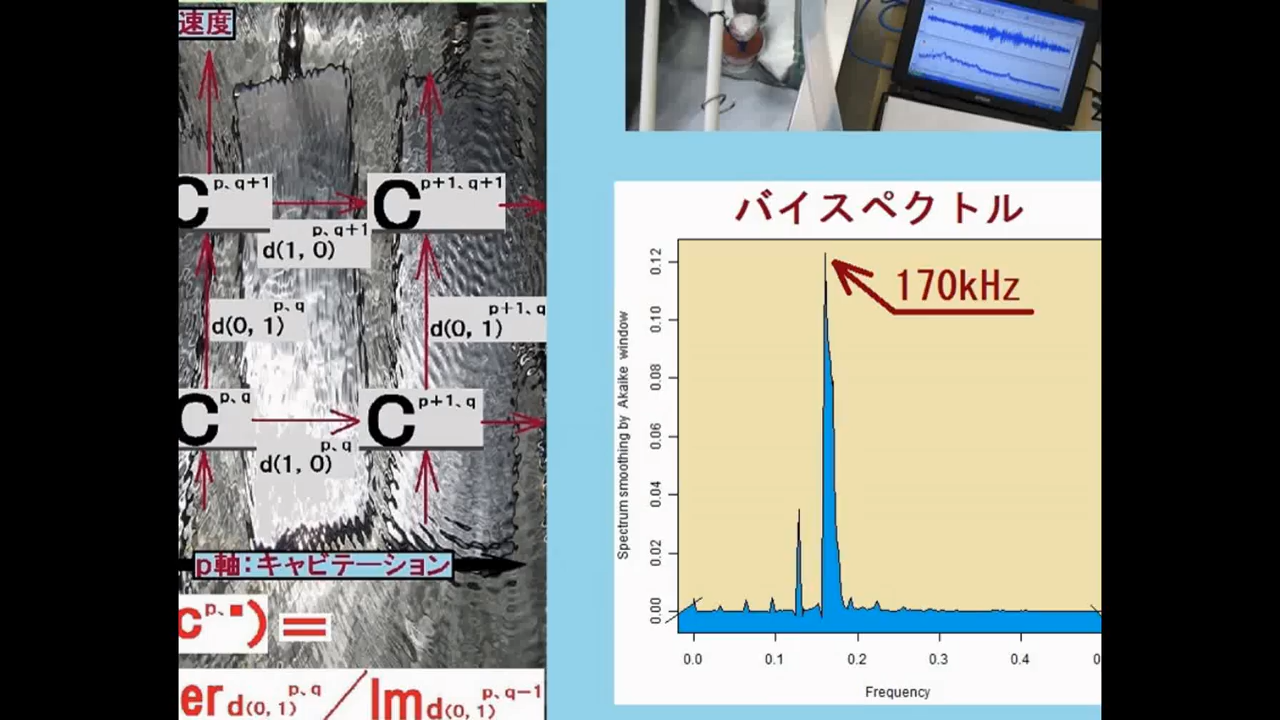 速度
C p、q+1
C p+1、q+1
p、q+1
d(1, 0)
p、q
d(0, 1)
p+1、q
d(0, 1)
C p、q
C p+1、q
p、q
d(1, 0)
p軸:キャビテーション
C p、▪) =
er d(0, 1) p、q / Im d(0, 1) p、q-1
バイスペクトル
170kHz
Spectrum smoothing by Akaike window
0.12
0.10
0.08
0.06
0.04
0.02
0.00
0.0 0.1 0.2 0.3 0.4 0
Frequency